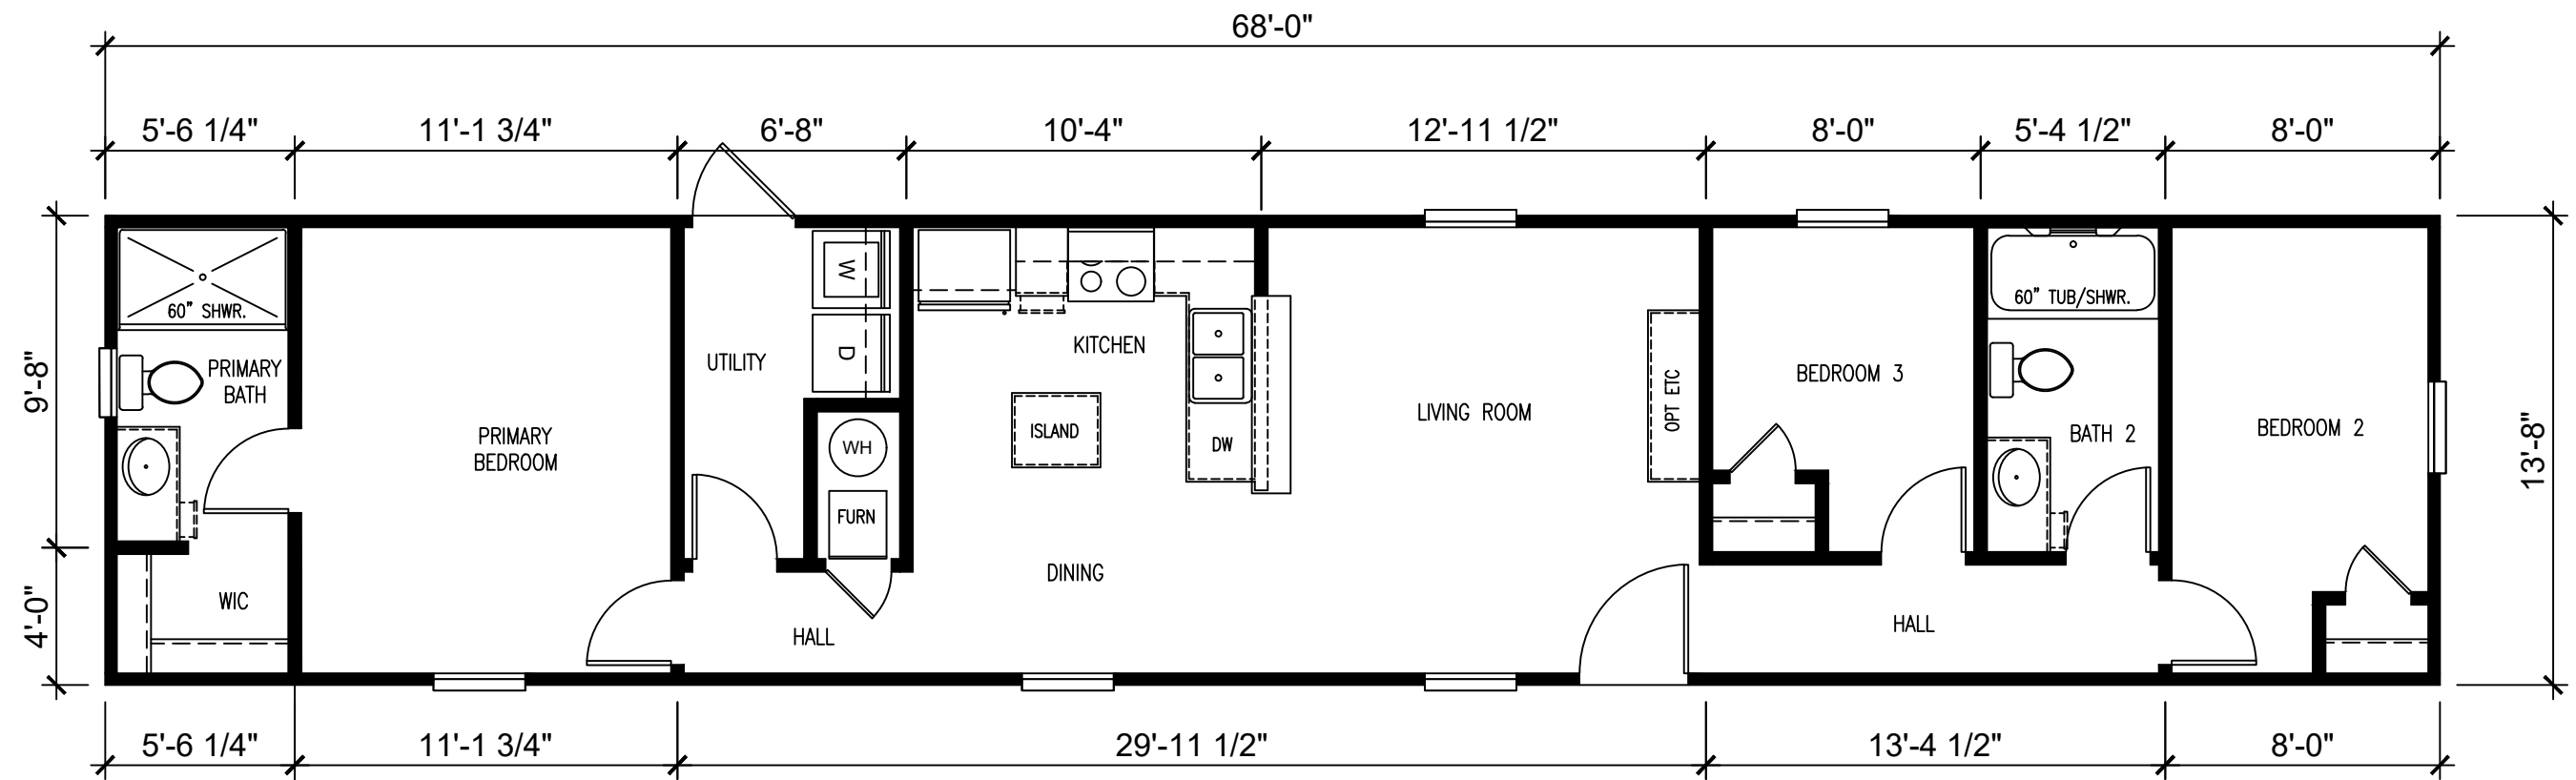 68'-0"
5'-6 1/4"
11'-1 3/4"
6'-8"
10'-4"
12'-11 1/2"
8'-0"
5'-4 1/2"
8'-0"
9'-8"
4'-0"
13'-8"
60" SHWR.
PRIMARY
BATH
WIC
PRIMARY
BEDROOM
UTILITY
W
D
WH
FURN
HALL
KITCHEN
ISLAND
DW
DINING
LIVING ROOM
OPT ETC
BEDROOM 3
60" TUB/SHWR.
BATH 2
BEDROOM 2
HALL
5'-6 1/4"
11'-1 3/4"
29'-11 1/2"
13'-4 1/2"
8'-0"